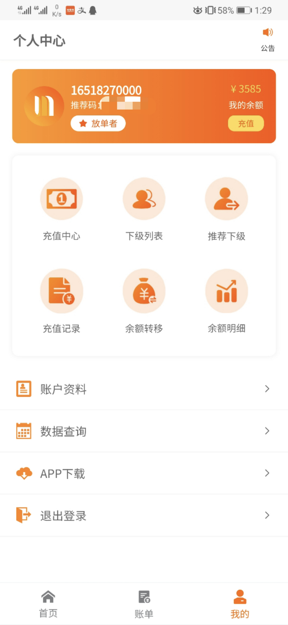 46 46 0 K/s 58% 1:29
个人中心
公告
16518270000
¥3585
推荐码:
我的余额
放单者
充值
充值中心 下级列表 推荐下级
充值记录 余额转移 余额明细
账户资料
数据查询
APP下载
退出登录
首页 账单 我的